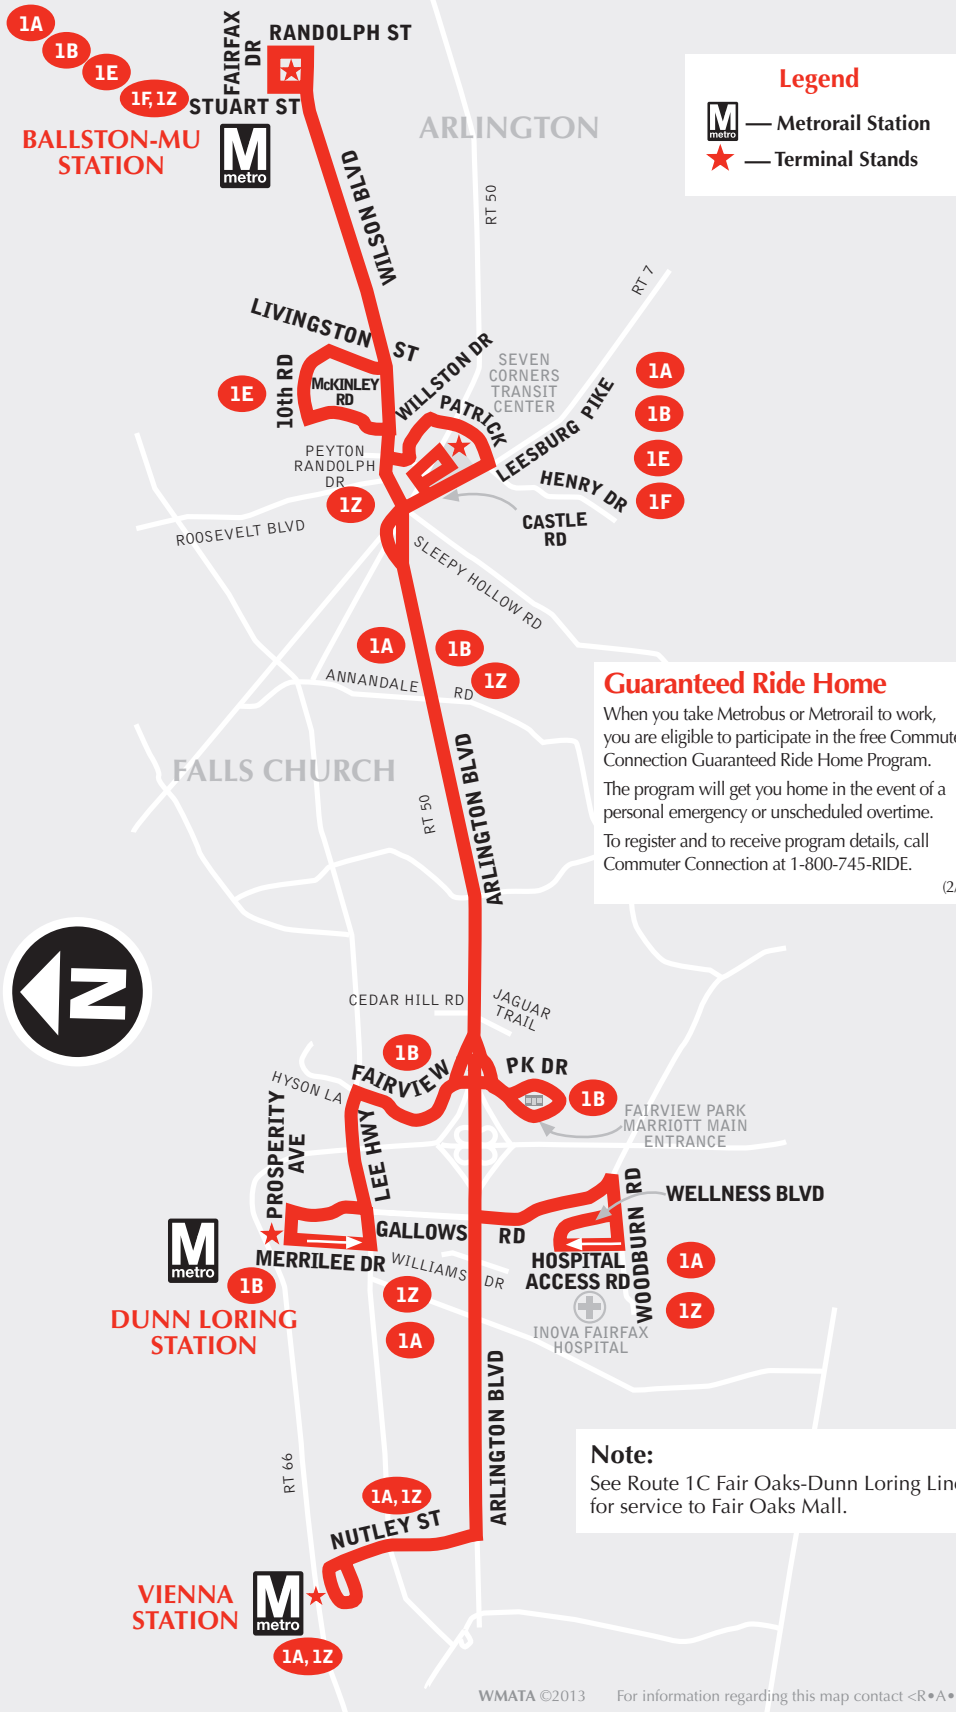 1A
1B
1E
1F, 1Z
FAIRFAX
DR
RANDOLPH ST
STUART ST
BALLSTON-MU
STATION
M
metro
ARLINGTON
Legend
M
metro
— Metrorail Station
— Terminal Stands
WILSON BLVD
RT 50
RT 7
LIVINGSTON ST
1E
10th RD
McKINLEY
RD
WILLSTON DR
PATRICK
SEVEN
CORNERS
TRANSIT
CENTER
LEESBURG PIKE
1A
1B
1E
1F
PEYTON
RANDOLPH
DR
1Z
HENRY DR
CASTLE
RD
ROOSEVELT BLVD
SLEEPY HOLLOW RD
1A
1B
1Z
ANNANDALE RD
Guaranteed Ride Home
When you take Metrobus or Metrorail to work,
you are eligible to participate in the free Commute
Connection Guaranteed Ride Home Program.
The program will get you home in the event of a
personal emergency or unscheduled overtime.
To register and to receive program details, call
Commuter Connection at 1-800-745-RIDE.
(2/
FALLS CHURCH
RT 50
ARLINGTON BLVD
N
CEDAR HILL RD
JAGUAR
TRAIL
1B
FAIRVIEW
PK DR
1B
HYSON LA
FAIRVIEW PARK
MARRIOTT MAIN
ENTRANCE
PROSPERITY
AVE
LEE HWY
WELLNESS BLVD
GALLOWS RD
WOODBURN RD
M
metro
MERRILEE DR
WILLIAMS DR
HOSPITAL
ACCESS RD
1A
1B
1Z
1Z
DUNN LORING
STATION
1A
INOVA FAIRFAX
HOSPITAL
ARLINGTON BLVD
RT 66
Note:
See Route 1C Fair Oaks-Dunn Loring Line
for service to Fair Oaks Mall.
1A, 1Z
NUTLEY ST
VIENNA
STATION
M
metro
1A, 1Z
WMATA ©2013 For information regarding this map contact <R•A•